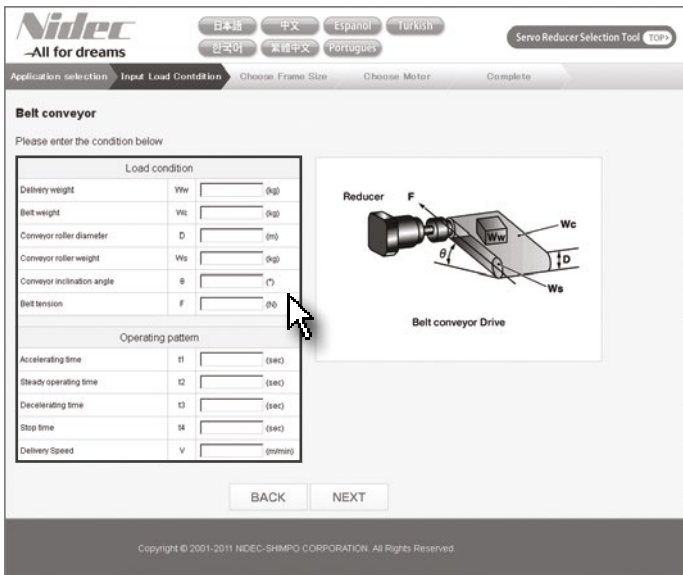 Nidec
-All for dreams
日本語 中文 Espanol Turkish
한국어 繁體中文 Portugues
Servo Reducer Selection Tool TOP>
Application selection Input Load Contdition Choose Frame Size Choose Motor Complete
Belt conveyor
Please enter the condition below
Load condition
Delivery weight Ww (kg)
Belt weight Wc (kg)
Conveyor roller diameter D (m)
Conveyor roller weight Ws (kg)
Conveyor inclination angle θ (°)
Belt tension F (N)
Operating pattern
Accelerating time t1 (sec)
Steady operating time t2 (sec)
Decelerating time t3 (sec)
Stop time t4 (sec)
Delivery Speed V (m/min)
Reducer F
Wc
Ww
θ
D
Ws
Belt conveyor Drive
BACK NEXT
Copyright © 2001-2011 NIDEC-SHIMPO CORPORATION. All Rights Reserved.